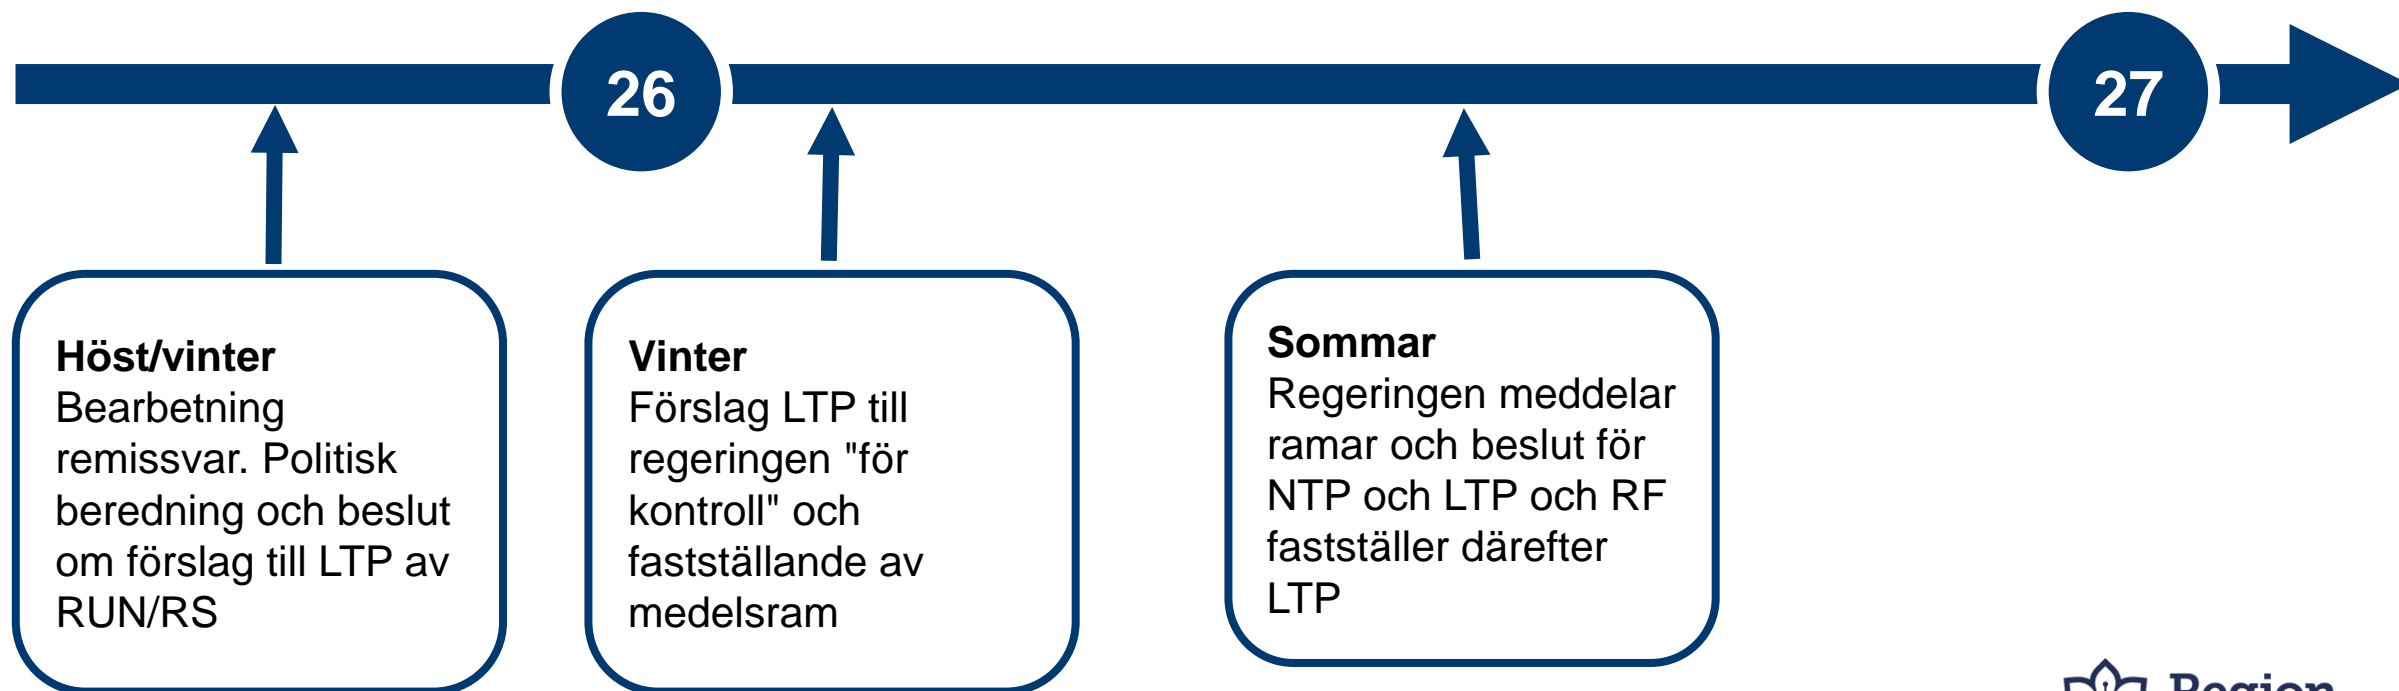 26
27
Höst/vinter
Bearbetning
remissvar. Politisk
beredning och beslut
om förslag till LTP av
RUN/RS
Vinter
Förslag LTP till
regeringen "för
kontroll" och
fastställande av
medelsram
Sommar
Regeringen meddelar
ramar och beslut för
NTP och LTP och RF
fastställer därefter
LTP
Region